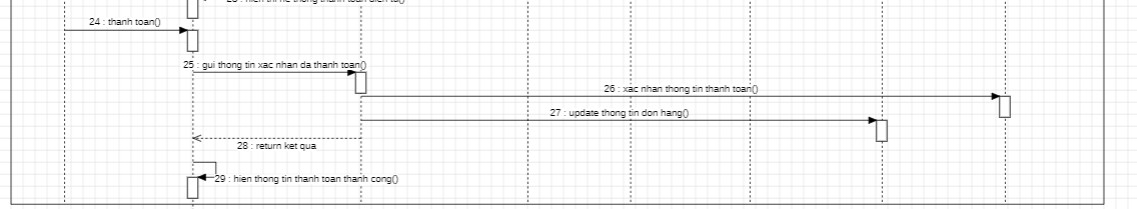 24 : thanh toan()
25 : gui thong tin xac nhan da thanh toan()
26 : xac nhan thong tin thanh toan()
27 : update thong tin don hang()
28 : return ket qua
29 : hien thong tin thanh toan thanh cong()